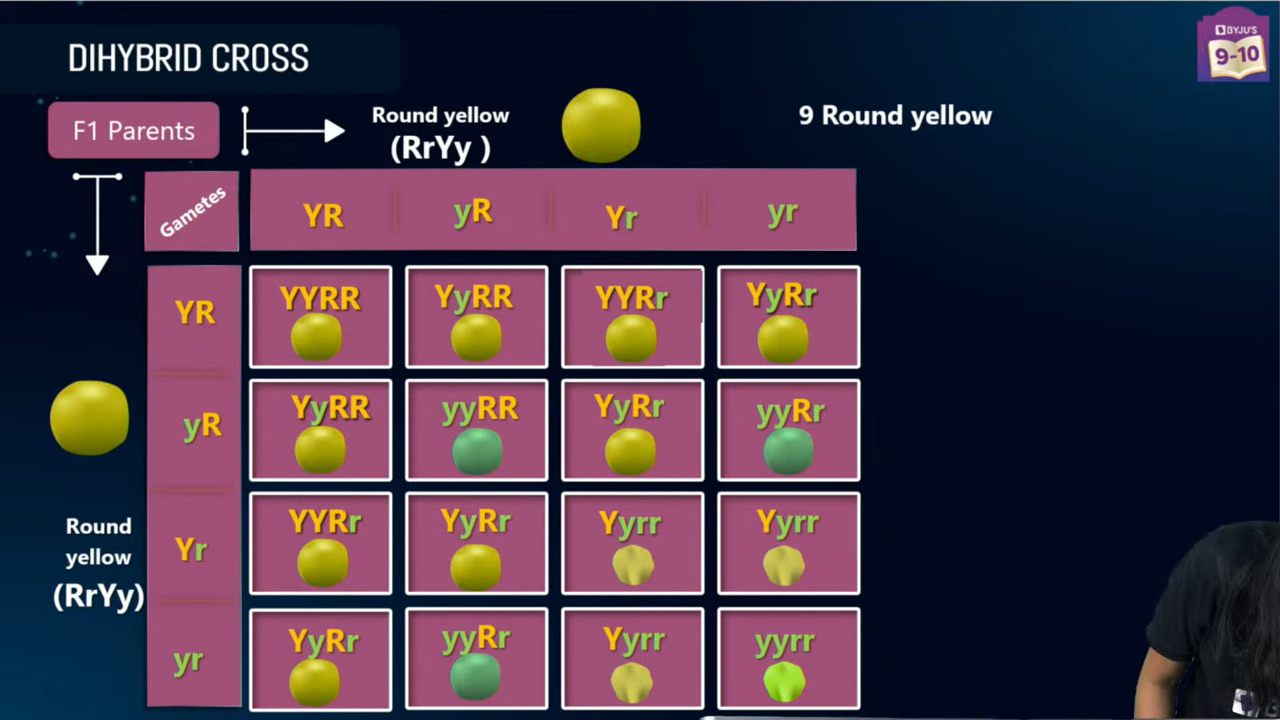 DIHYBRID CROSS
BYJU'S
9-10
F1 Parents
Round yellow
(RrYy )
9 Round yellow
Gametes
YR
yR
Yr
yr
YR
YYRR
YyRR
YYRr
YyRr
yR
YyRR
yyRR
YyRr
yyRr
Round
yellow
(RrYy)
Yr
YYRr
YyRr
Yyrr
Yyrr
yr
YyRr
yyRr
Yyrr
yyrr